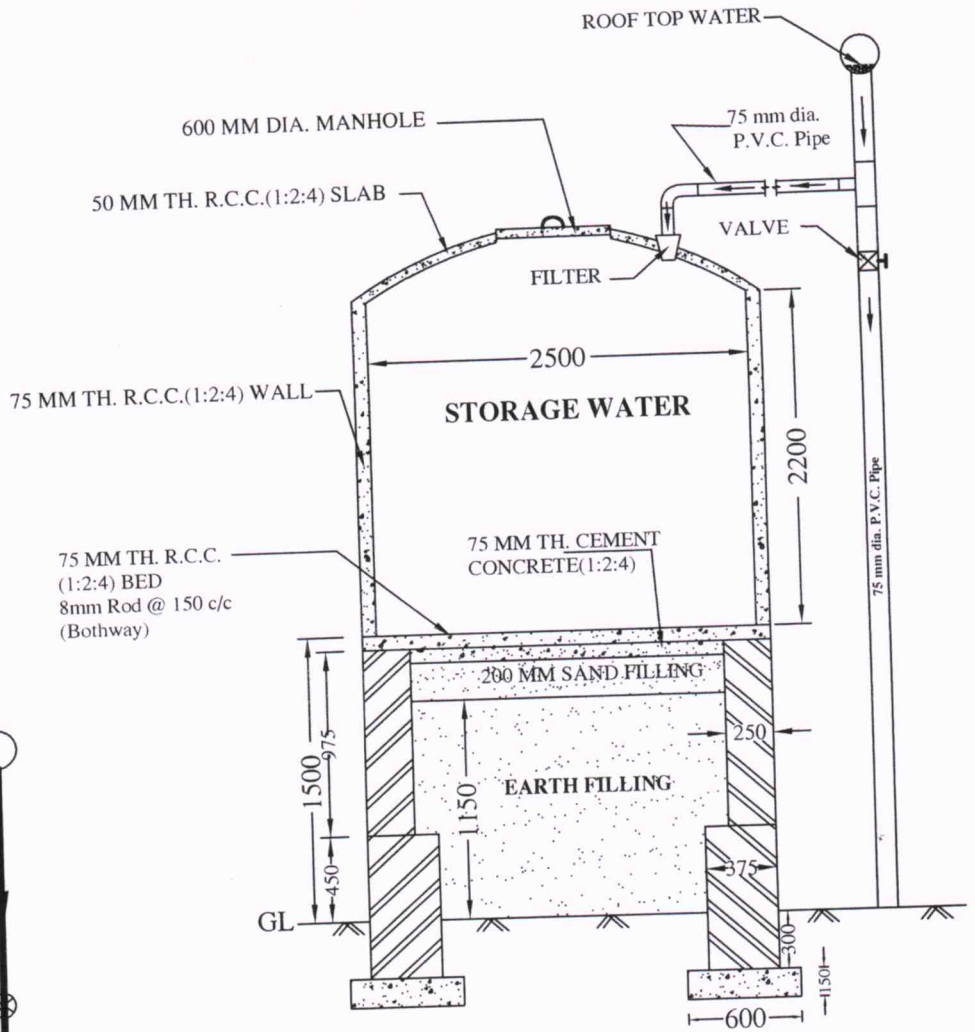 ROOF TOP WATER
600 MM DIA. MANHOLE
75 mm dia.
P.V.C. Pipe
50 MM TH. R.C.C.(1:2:4) SLAB
VALVE
FILTER
2500
75 MM TH. R.C.C.(1:2:4) WALL
STORAGE WATER
2200
75 mm dia. P.V.C. Pipe
75 MM TH. R.C.C.
(1:2:4) BED
8mm Rod @ 150 c/c
(Bothway)
75 MM TH. CEMENT
CONCRETE(1:2:4)
200 MM SAND FILLING
250
975
1500
1150
EARTH FILLING
450
375
GL
300
150
600